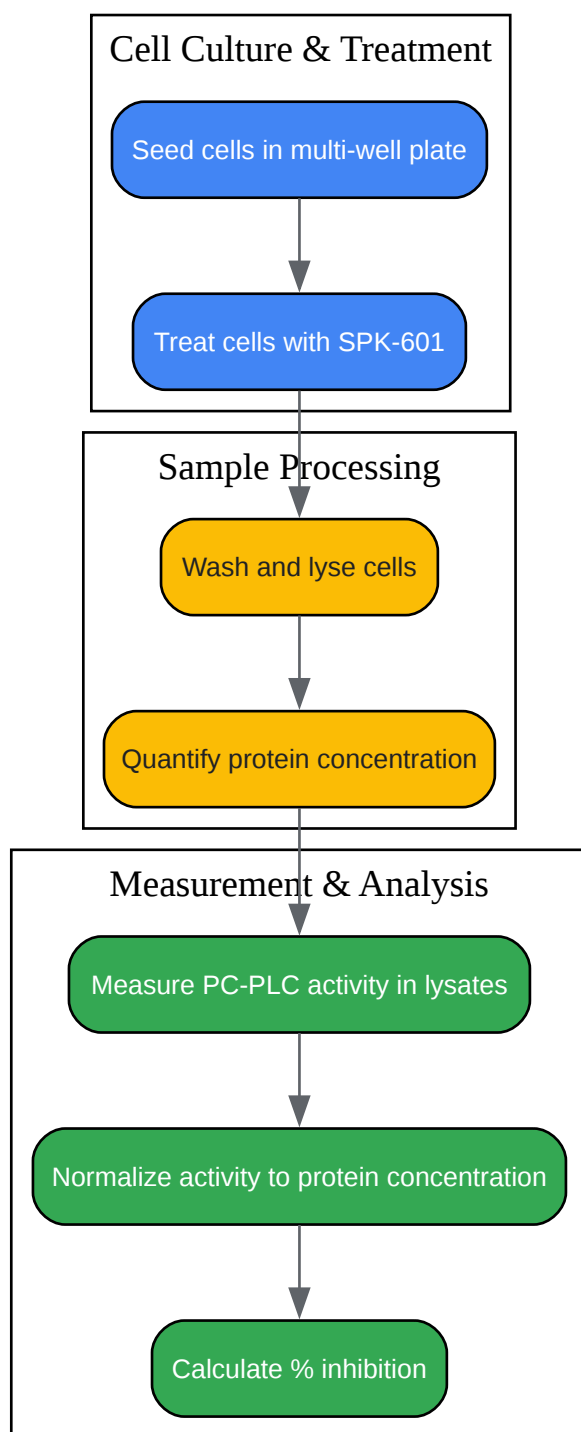 Cell Culture & Treatment
Seed cells in multi-well plate
Treat cells with SPK-601
Sample Processing
Wash and lyse cells
Quantify protein concentration
Measurement & Analysis
Measure PC-PLC activity in lysates
Normalize activity to protein concentration
Calculate % inhibition